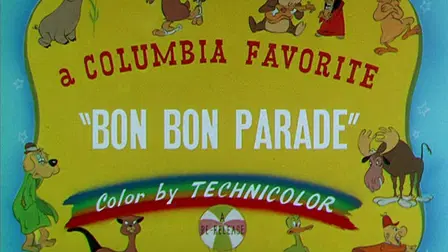 a COLUMBIA FAVORITE
"BON BON PARADE"
Color by TECHNICOLOR
A
RE-RELEASE